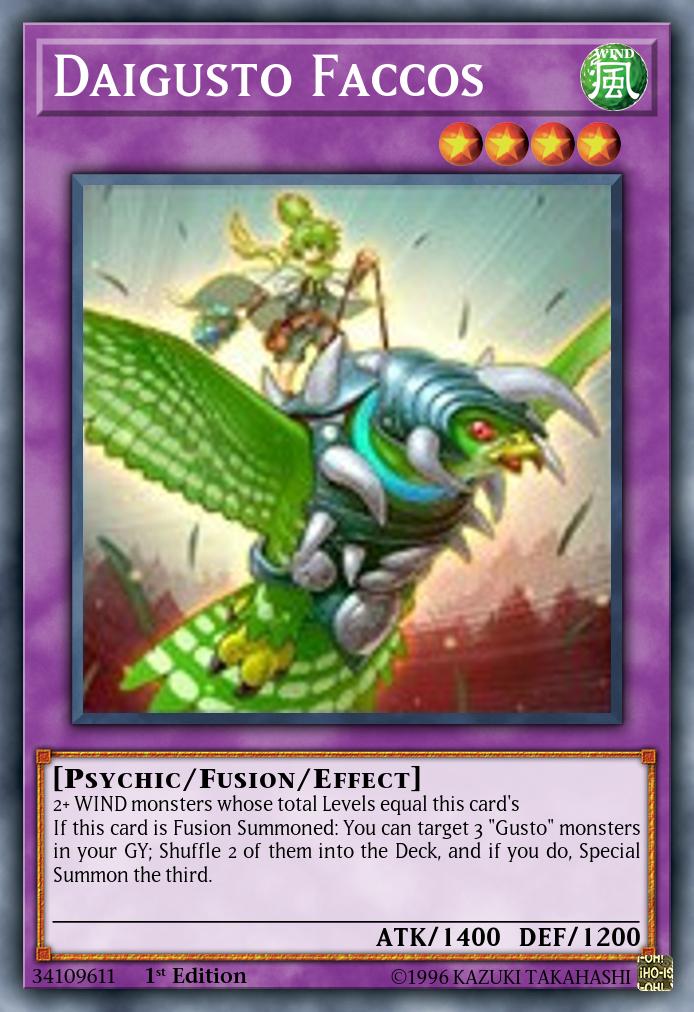 Daigusto Faccos
WIND
風
[Psychic/Fusion/Effect]
2+ WIND monsters whose total Levels equal this card's
If this card is Fusion Summoned: You can target 3 "Gusto" monsters
in your GY; Shuffle 2 of them into the Deck, and if you do, Special
Summon the third.
ATK/1400 DEF/1200
34109611 1st Edition ©1996 KAZUKI TAKAHASHI